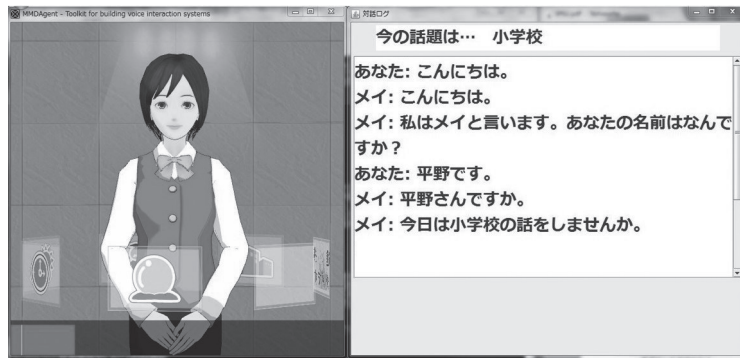 MMDAgent - Toolkit for building voice interaction systems
対話ログ
今の話題は… 小学校
あなた: こんにちは。
メイ: こんにちは。
メイ: 私はメイと言います。あなたの名前はなんで
すか？
あなた: 平野です。
メイ: 平野さんですか。
メイ: 今日は小学校の話をしませんか。